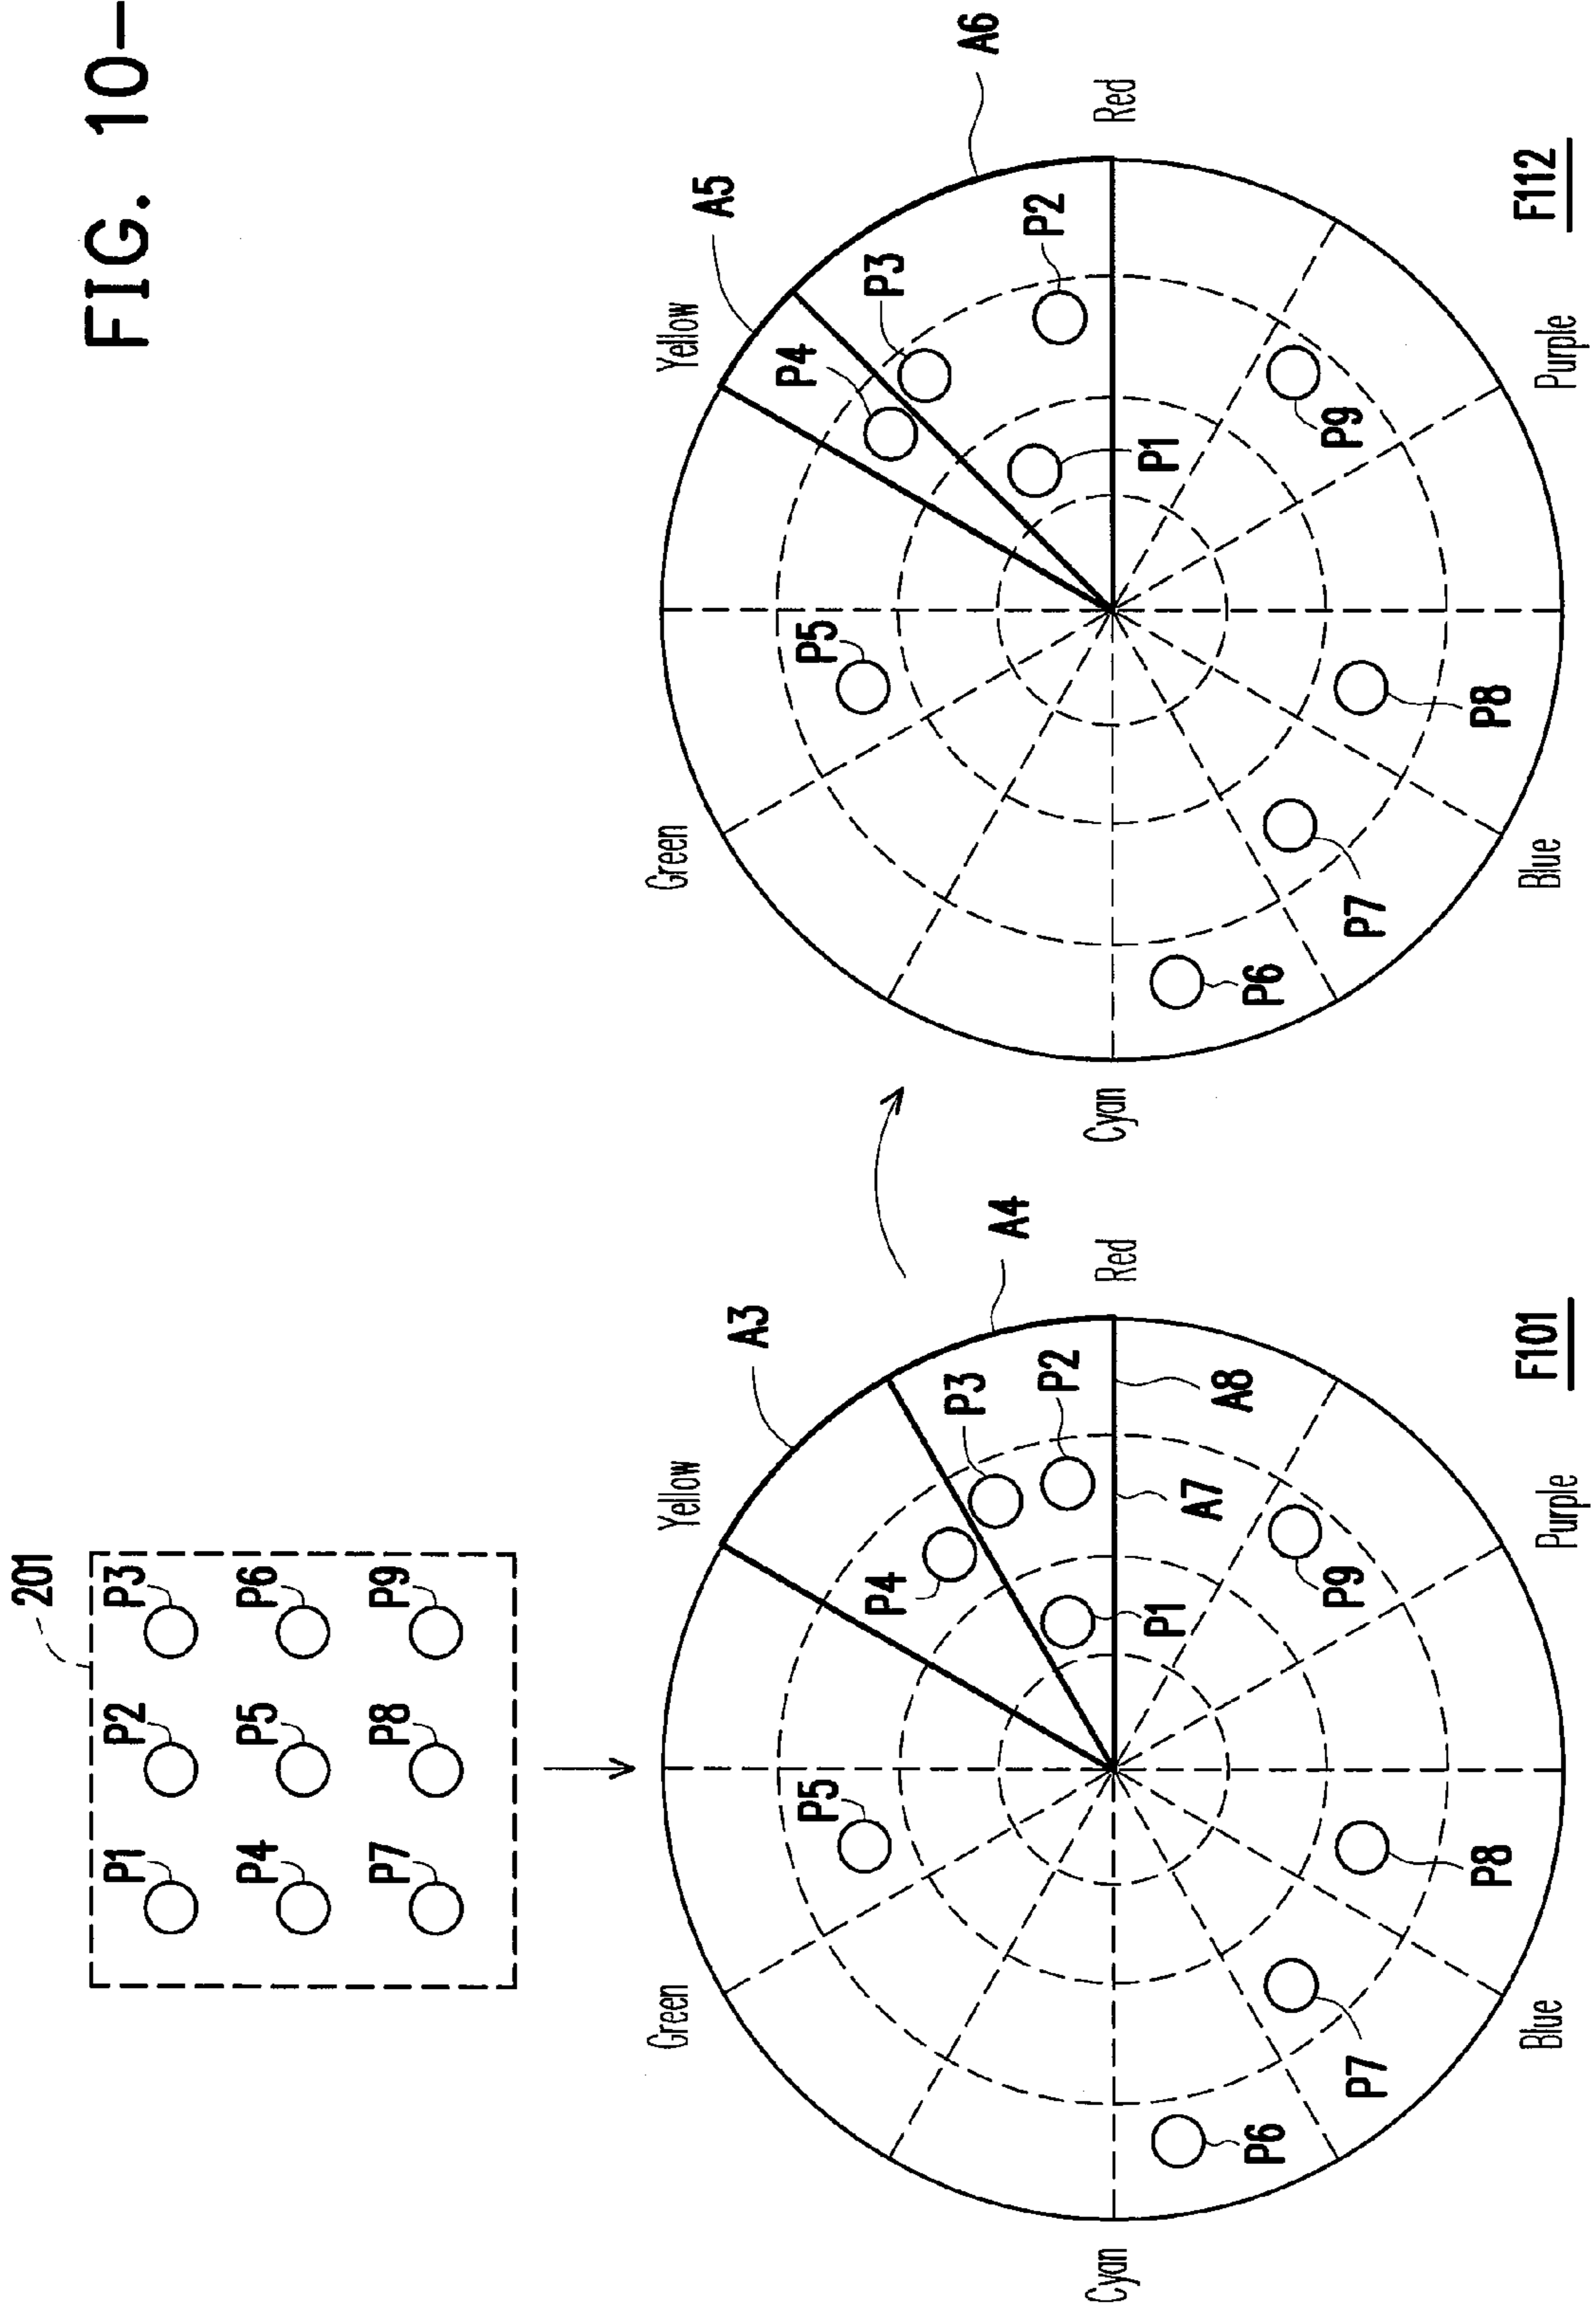 FIG. 10-
201
P1
P2
P3
P4
P5
P6
P7
P8
P9
Yellow
A3
A4
Red
Green
Cyan
Blue
Purple
P1
P2
P3
P4
P5
P6
P7
P8
P9
A7
A8
F101
Yellow
A5
A6
Red
Green
Cyan
Blue
Purple
P1
P2
P3
P4
P5
P6
P7
P8
P9
F112